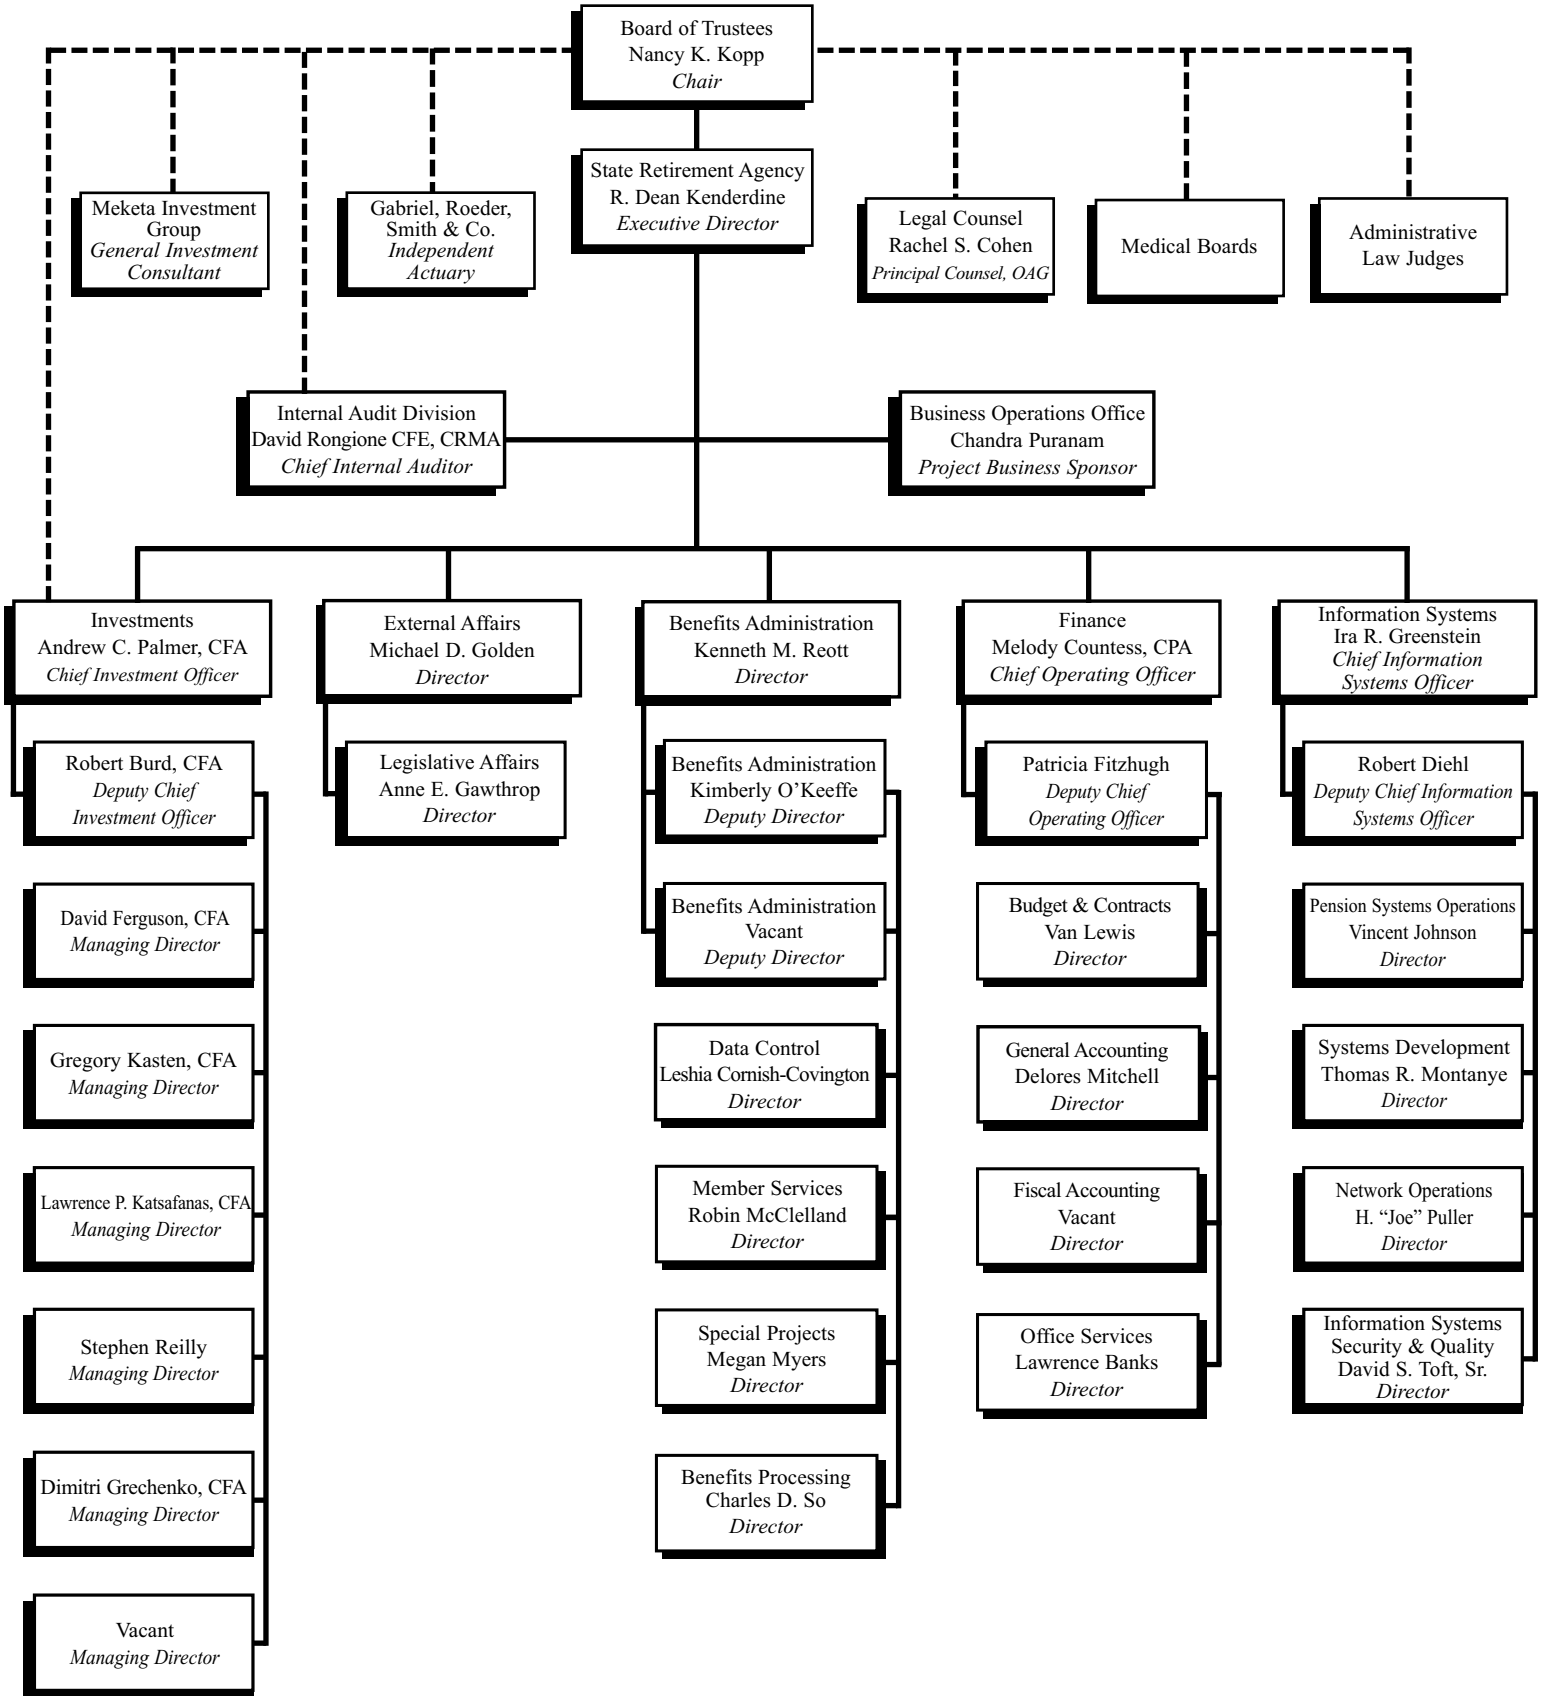 Board of Trustees
Nancy K. Kopp
Chair
State Retirement Agency
R. Dean Kenderdine
Executive Director
Meketa Investment
Group
General Investment
Consultant
Gabriel, Roeder,
Smith & Co.
Independent
Actuary
Legal Counsel
Rachel S. Cohen
Principal Counsel, OAG
Medical Boards
Administrative
Law Judges
Internal Audit Division
David Rongione CFE, CRMA
Chief Internal Auditor
Business Operations Office
Chandra Puranam
Project Business Sponsor
Investments
Andrew C. Palmer, CFA
Chief Investment Officer
External Affairs
Michael D. Golden
Director
Benefits Administration
Kenneth M. Reott
Director
Finance
Melody Countess, CPA
Chief Operating Officer
Information Systems
Ira R. Greenstein
Chief Information
Systems Officer
Robert Burd, CFA
Deputy Chief
Investment Officer
Legislative Affairs
Anne E. Gawthrop
Director
Benefits Administration
Kimberly O’Keeffe
Deputy Director
Patricia Fitzhugh
Deputy Chief
Operating Officer
Robert Diehl
Deputy Chief Information
Systems Officer
David Ferguson, CFA
Managing Director
Benefits Administration
Vacant
Deputy Director
Budget & Contracts
Van Lewis
Director
Pension Systems Operations
Vincent Johnson
Director
Gregory Kasten, CFA
Managing Director
Data Control
Leshia Cornish-Covington
Director
General Accounting
Delores Mitchell
Director
Systems Development
Thomas R. Montanye
Director
Lawrence P. Katsafanas, CFA
Managing Director
Member Services
Robin McClelland
Director
Fiscal Accounting
Vacant
Director
Network Operations
H. “Joe” Puller
Director
Stephen Reilly
Managing Director
Special Projects
Megan Myers
Director
Office Services
Lawrence Banks
Director
Information Systems
Security & Quality
David S. Toft, Sr.
Director
Dimitri Grechenko, CFA
Managing Director
Benefits Processing
Charles D. So
Director
Vacant
Managing Director